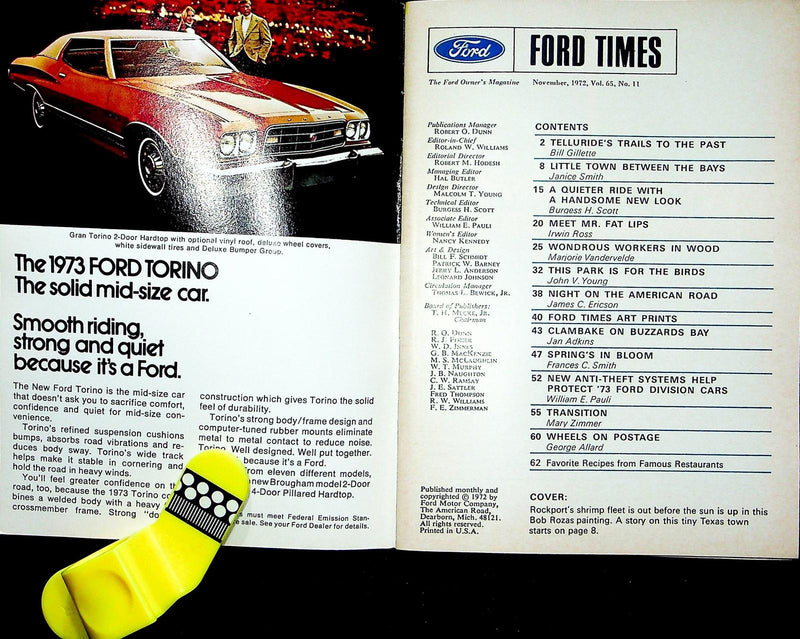 Gran Torino 2-Door Hardtop with optional vinyl roof, deluxe wheel covers,
white sidewall tires and Deluxe Bumper Group.
The 1973 FORD TORINO
The solid mid-size car.
Smooth riding,
strong and quiet
because it's a Ford.
The New Ford Torino is the mid-size car
that doesn't ask you to sacrifice comfort,
confidence and quiet for mid-size con-
venience.
Torino's refined suspension cushions
bumps, absorbs road vibrations and re-
duces body sway. Torino's wide track
helps make it stable in cornering and
hold the road in heavy winds.
You'll feel greater confidence on th
road, too, because the 1973 Torino co
bines a welded body with a heavy
crossmember frame. Strong "do
construction which gives Torino the solid
feel of durability.
Torino's strong body/frame design and
computer-tuned rubber mounts eliminate
metal to metal contact to reduce noise.
Torino. Well designed. Well put together.
because it's a Ford.
from eleven different models,
new Brougham model 2-Door
4-Door Pillared Hardtop.
s must meet Federal Emission Stan-
e sale. See your Ford Dealer for details.
Ford
FORD TIMES
The Ford Owner's Magazine November, 1972, Vol. 65, No. 11
Publications Manager
ROBERT O. DUNN
Editor-in-Chief
ROLAND W. WILLIAMS
Editorial Director
ROBERT M. HODESH
Managing Editor
HAL BUTLER
Design Director
MALCOLM T. YOUNG
Technical Editor
BURGESS H. SCOTT
Associate Editor
WILLIAM E. PAULI
Women's Editor
NANCY KENNEDY
Art & Design
BILL F. SCHMIDT
PATRICK W. BARNEY
JERRY L. ANDERSON
LEONARD JOHNSON
Circulation Manager
THOMAS L. BEWICK, JR.
Board of Publishers:
T. H. MECKE, JR.
Chairman
R. O. DUNN
R. J. FISHER
W. D. INNES
G. B. MACKENZIE
M. S. MCLAUGHLIN
W. T. MURPHY
J. B. NAUGHTON
C. W. RAMSAY
J. E. SATTLER
FRED THOMPSON
R. W. WILLIAMS
F. E. ZIMMERMAN
Published monthly and
copyrighted © 1972 by
Ford Motor Company,
The American Road,
Dearborn, Mich. 48121.
All rights reserved.
Printed in U.S.A.
CONTENTS
2 TELLURIDE'S TRAILS TO THE PAST
Bill Gillette
8 LITTLE TOWN BETWEEN THE BAYS
Janice Smith
15 A QUIETER RIDE WITH
A HANDSOME NEW LOOK
Burgess H. Scott
20 MEET MR. FAT LIPS
Irwin Ross
25 WONDROUS WORKERS IN WOOD
Marjorie Vandervelde
32 THIS PARK IS FOR THE BIRDS
John V. Young
38 NIGHT ON THE AMERICAN ROAD
James C. Ericson
40 FORD TIMES ART PRINTS
43 CLAMBAKE ON BUZZARDS BAY
Jan Adkins
47 SPRING'S IN BLOOM
Frances C. Smith
52 NEW ANTI-THEFT SYSTEMS HELP
PROTECT '73 FORD DIVISION CARS
William E. Pauli
55 TRANSITION
Mary Zimmer
60 WHEELS ON POSTAGE
George Allard
62 Favorite Recipes from Famous Restaurants
COVER:
Rockport's shrimp fleet is out before the sun is up in this
Bob Rozas painting. A story on this tiny Texas town
starts on page 8.